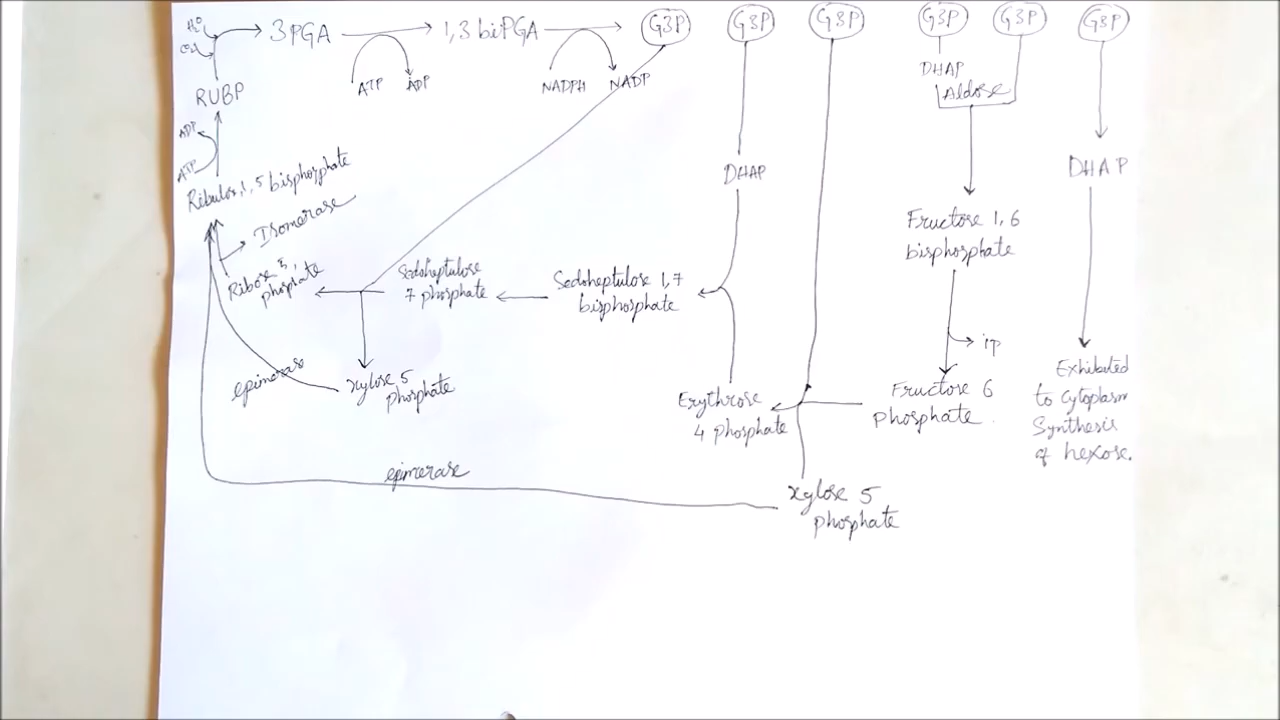 H2O
CO2
3PGA
1,3 biPGA
G3P
G3P
G3P
G3P
G3P
G3P
ATP
ADP
NADPH
NADP
RUBP
DHAP
Aldose
ADP
ATP
DHAP
DHAP
Ribulos,1,5 bisphosphate
Isomerase
Fructose 1,6
bisphosphate
Ribose 5,
phosphate
Sedoheptulose
7 phosphate
Sedoheptulose 1,7
bisphosphate
ip
epimerase
xylose 5
phosphate
Erythrose
4 phosphate
Fructose 6
phosphate
Exhibited
to Cytoplasm
Synthesis
of hexose.
epimerase
xylose 5
phosphate